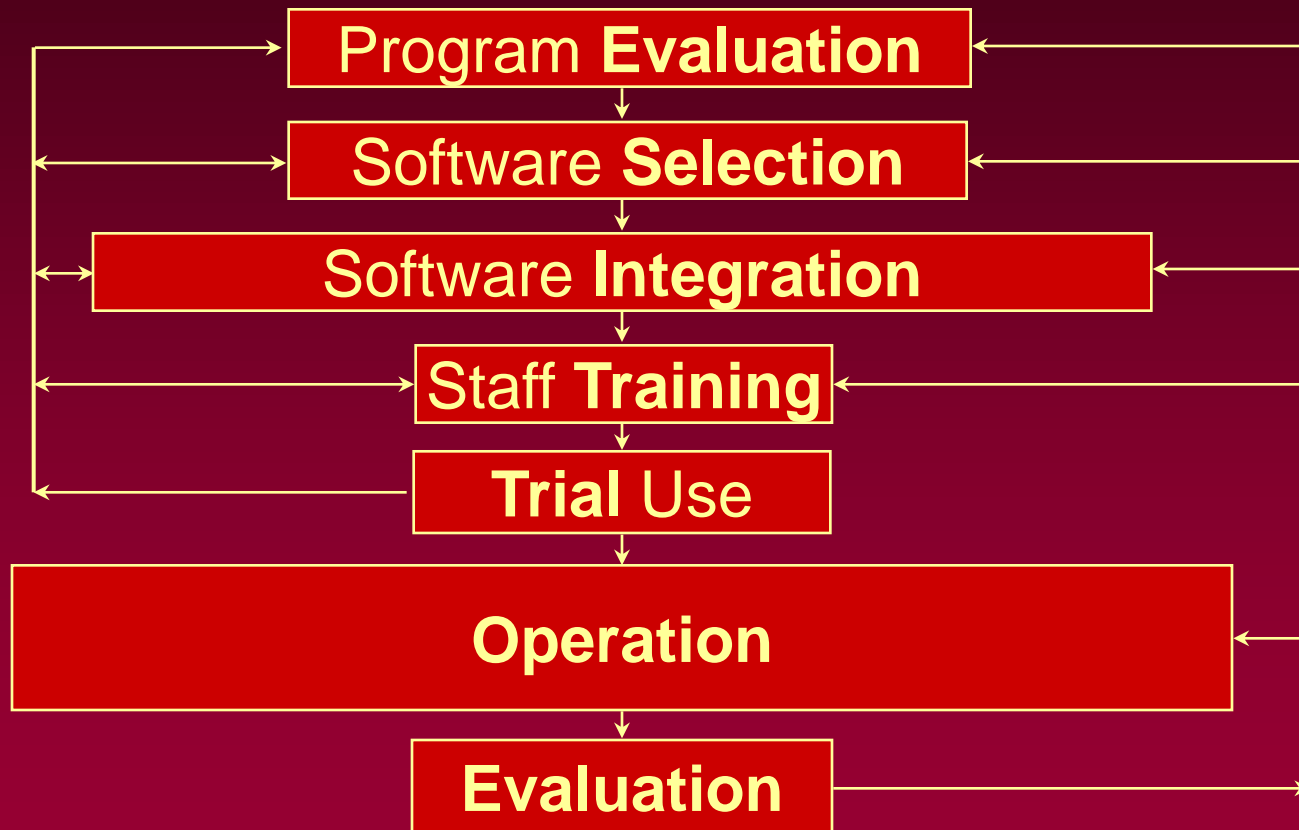 Program Evaluation
Software Selection
Software Integration
Staff Training
Trial Use
Operation
Evaluation